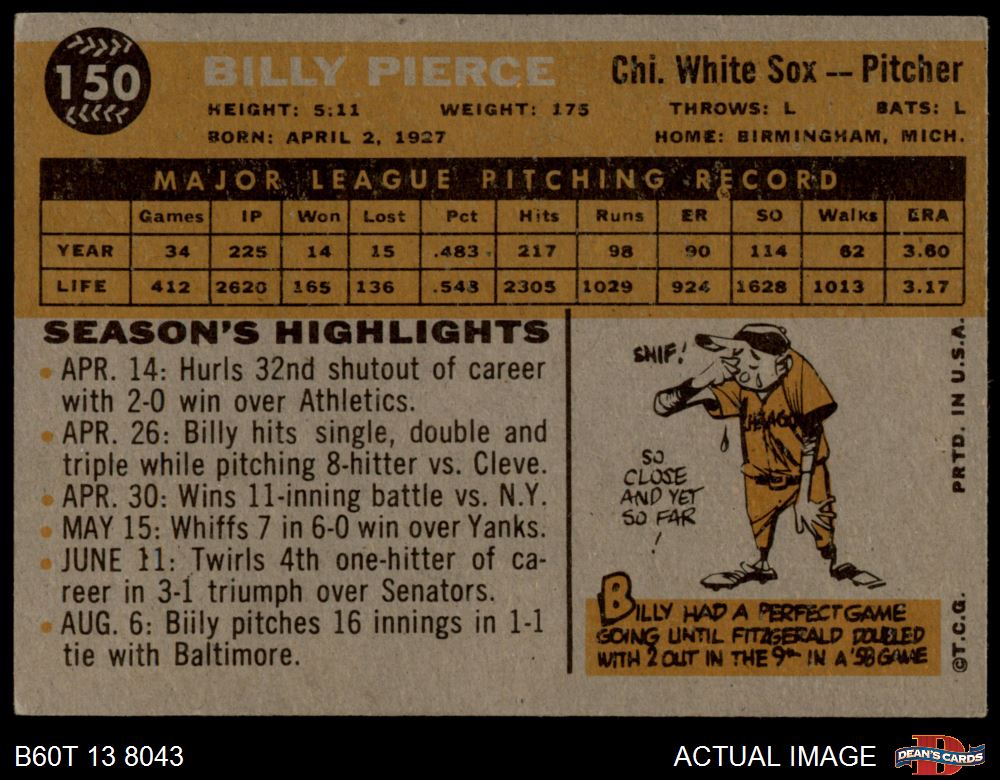 150
BILLY PIERCE
Chi. White Sox -- Pitcher
HEIGHT: 5:11 WEIGHT: 175 THROWS: L BATS: L
BORN: APRIL 2, 1927 HOME: BIRMINGHAM, MICH.
MAJOR LEAGUE PITCHING RECORD
Games IP Won Lost Pct Hits Runs ER SO Walks ERA
YEAR 34 225 14 15 .483 217 98 90 114 62 3.60
LIFE 412 2620 165 136 .548 2305 1029 924 1628 1013 3.17
SEASON'S HIGHLIGHTS
• APR. 14: Hurls 32nd shutout of career
with 2-0 win over Athletics.
• APR. 26: Billy hits single, double and
triple while pitching 8-hitter vs. Cleve.
• APR. 30: Wins 11-inning battle vs. N.Y.
• MAY 15: Whiffs 7 in 6-0 win over Yanks.
• JUNE 11: Twirls 4th one-hitter of ca-
reer in 3-1 triumph over Senators.
• AUG. 6: Billy pitches 16 innings in 1-1
tie with Baltimore.
SNIF!
CHICAGO
SO
CLOSE
AND YET
SO FAR
!
BILLY HAD A PERFECT GAME
GOING UNTIL FITZGERALD DOUBLED
WITH 2 OUT IN THE 9TH IN A '58 GAME
©T.C.G. PRTD. IN U.S.A.
B60T 13 8043
ACTUAL IMAGE
DEAN'S CARDS